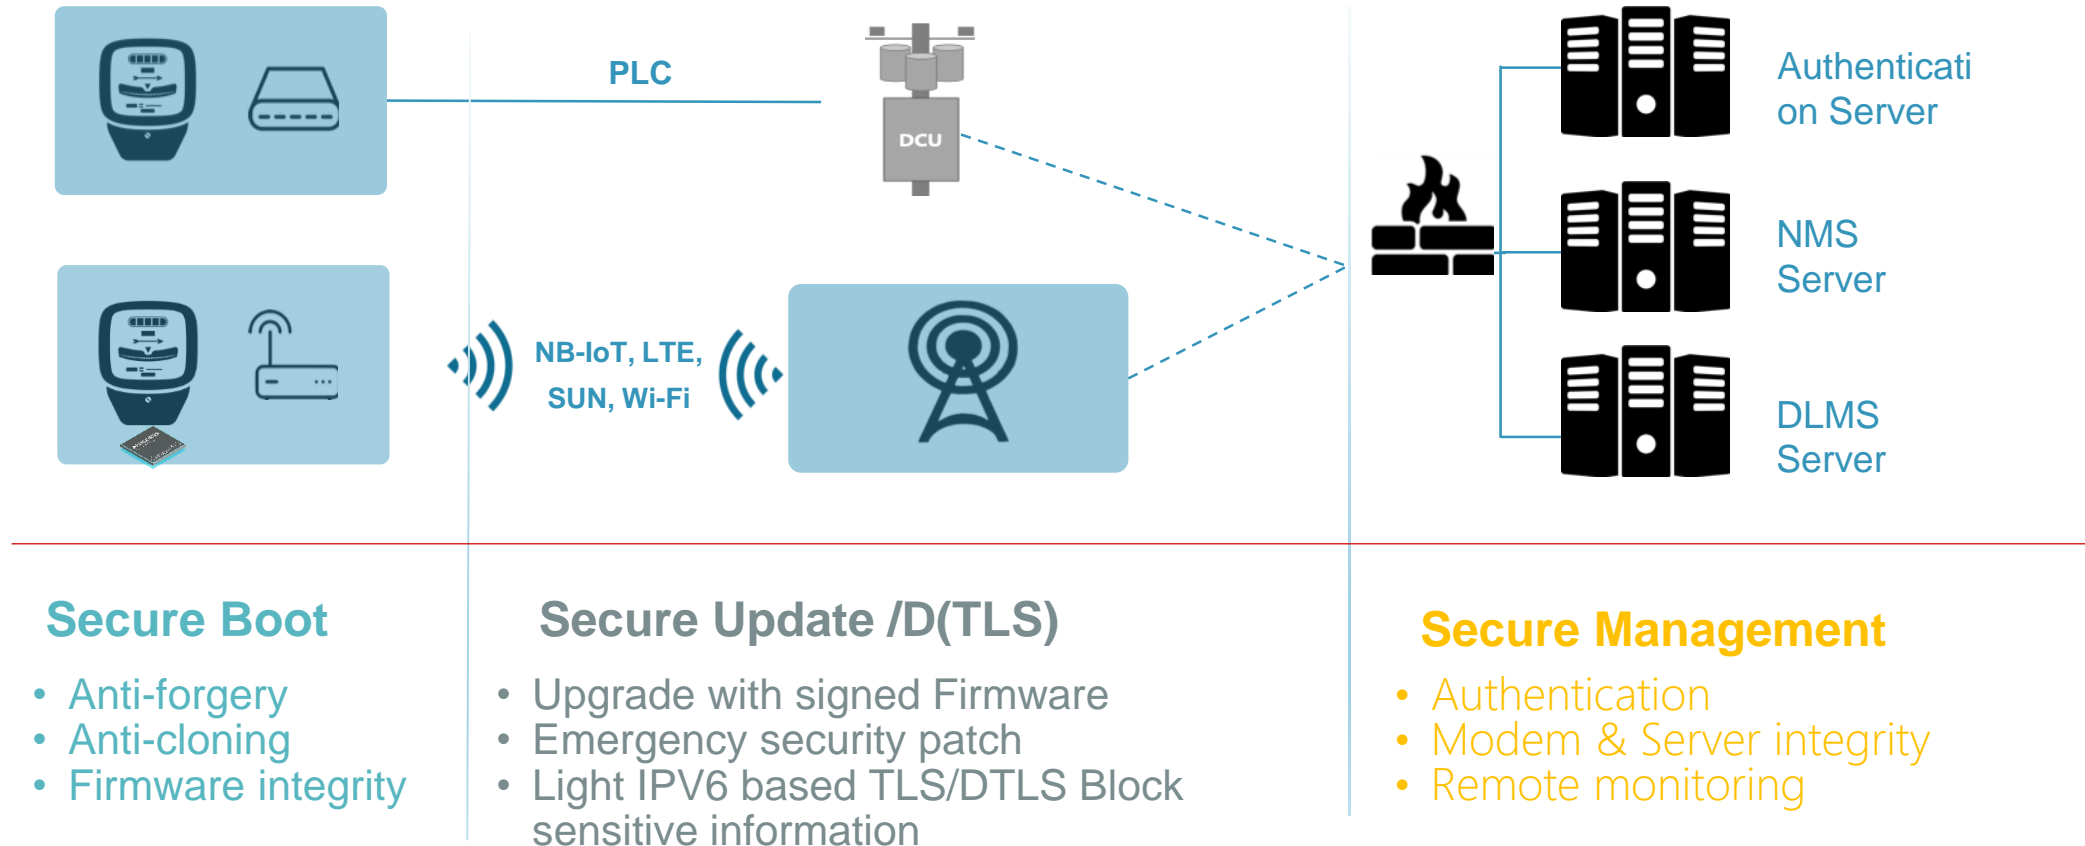 PLC
DCU
Authenticati
on Server
NMS
Server
NB-IoT, LTE,
SUN, Wi-Fi
DLMS
Server
Secure Boot
• Anti-forgery
• Anti-cloning
• Firmware integrity
Secure Update /D(TLS)
• Upgrade with signed Firmware
• Emergency security patch
• Light IPV6 based TLS/DTLS Block
sensitive information
Secure Management
• Authentication
• Modem & Server integrity
• Remote monitoring